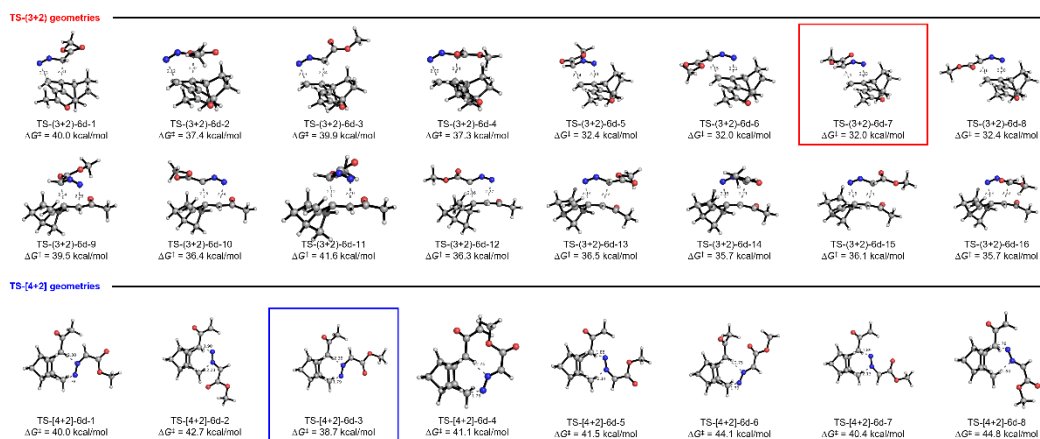 TS-(3+2) geometries
TS-(3+2)-6d-1 TS-(3+2)-6d-2 TS-(3+2)-6d-3 TS-(3+2)-6d-4 TS-(3+2)-6d-5 TS-(3+2)-6d-6 TS-(3+2)-6d-7 TS-(3+2)-6d-8
ΔG‡ = 40.0 kcal/mol ΔG‡ = 37.4 kcal/mol ΔG‡ = 39.9 kcal/mol ΔG‡ = 37.3 kcal/mol ΔG‡ = 32.4 kcal/mol ΔG‡ = 32.0 kcal/mol ΔG‡ = 32.0 kcal/mol ΔG‡ = 32.4 kcal/mol
TS-(3+2)-6d-9 TS-(3+2)-6d-10 TS-(3+2)-6d-11 TS-(3+2)-6d-12 TS-(3+2)-6d-13 TS-(3+2)-6d-14 TS-(3+2)-6d-15 TS-(3+2)-6d-16
ΔG‡ = 39.5 kcal/mol ΔG‡ = 36.4 kcal/mol ΔG‡ = 41.6 kcal/mol ΔG‡ = 36.3 kcal/mol ΔG‡ = 36.5 kcal/mol ΔG‡ = 35.7 kcal/mol ΔG‡ = 36.1 kcal/mol ΔG‡ = 35.7 kcal/mol
TS-[4+2] geometries
TS-[4+2]-6d-1 TS-[4+2]-6d-2 TS-[4+2]-6d-3 TS-[4+2]-6d-4 TS-[4+2]-6d-5 TS-[4+2]-6d-6 TS-[4+2]-6d-7 TS-[4+2]-6d-8
ΔG‡ = 40.0 kcal/mol ΔG‡ = 42.7 kcal/mol ΔG‡ = 38.7 kcal/mol ΔG‡ = 41.1 kcal/mol ΔG‡ = 41.5 kcal/mol ΔG‡ = 44.1 kcal/mol ΔG‡ = 40.4 kcal/mol ΔG‡ = 44.8 kcal/mol